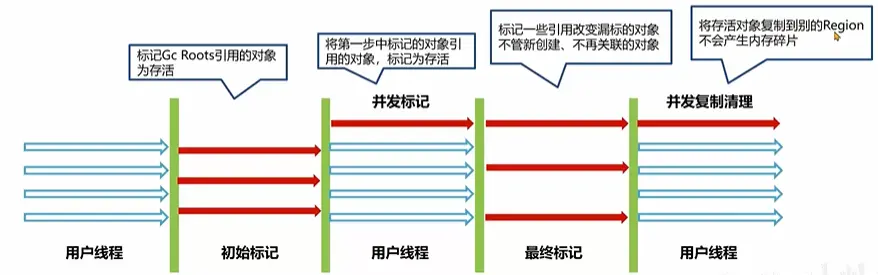 标记Gc Roots引用的对象
为存活
将第一步中标记的对象引
用的对象，标记为存活
标记一些引用改变漏标的对象
不管新创建、不再关联的对象
将存活对象复制到别的Region
不会产生内存碎片
并发标记
并发复制清理
用户线程
初始标记
用户线程
最终标记
用户线程